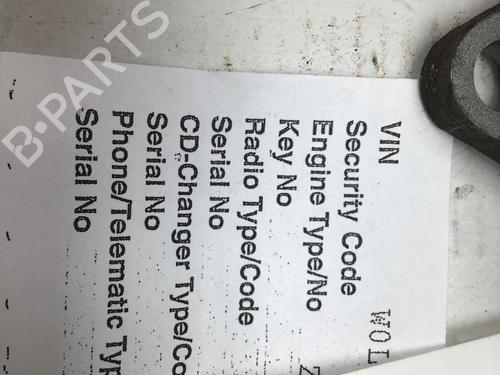 VIN W0L
Security Code
Engine Type/No Z
Key No
Radio Type/Code
Serial No
CD-Changer Type/Co
Serial No
Phone/Telematic Typ
Serial No
B-PARTS